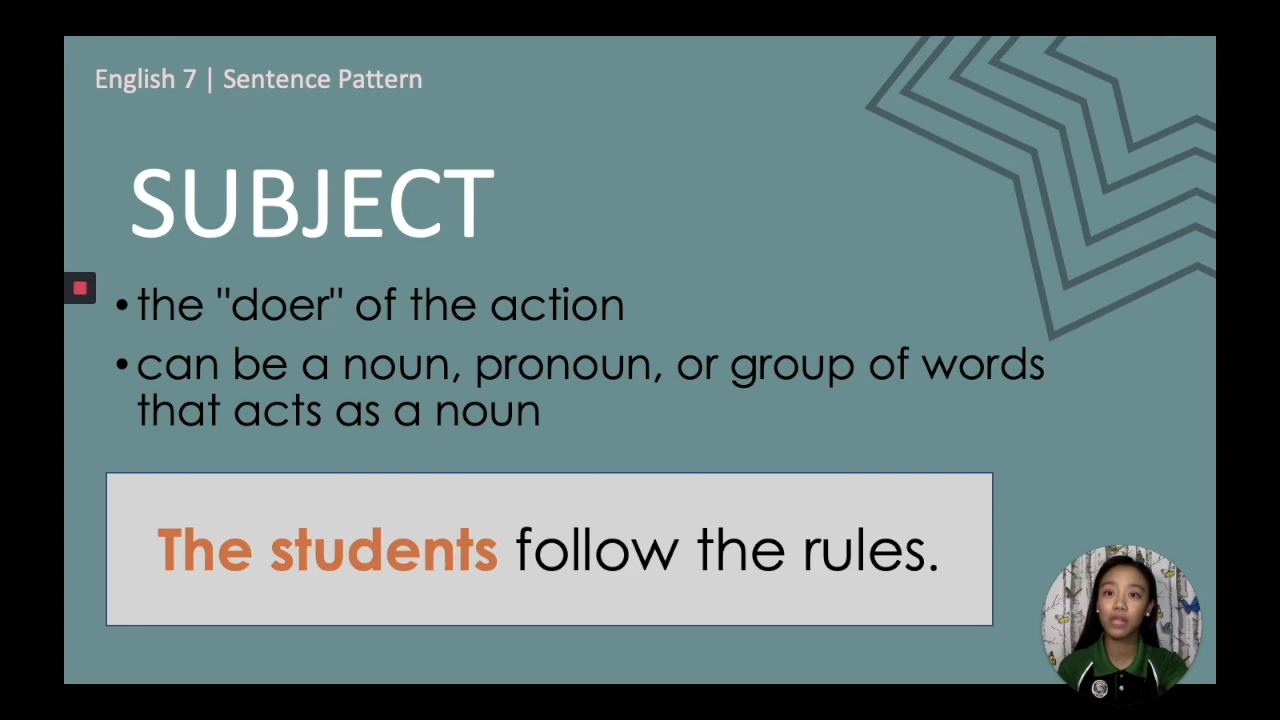 English 7 | Sentence Pattern
SUBJECT
•the "doer" of the action
•can be a noun, pronoun, or group of words
that acts as a noun
The students follow the rules.